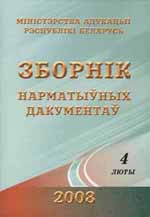 МІНІСТЭРСТВА АДУКАЦЫІ
РЭСПУБЛІКІ БЕЛАРУСЬ
ЗБОРНІК
НАРМАТЫЎНЫХ
ДАКУМЕНТАЎ
4
ЛЮТЫ
2008